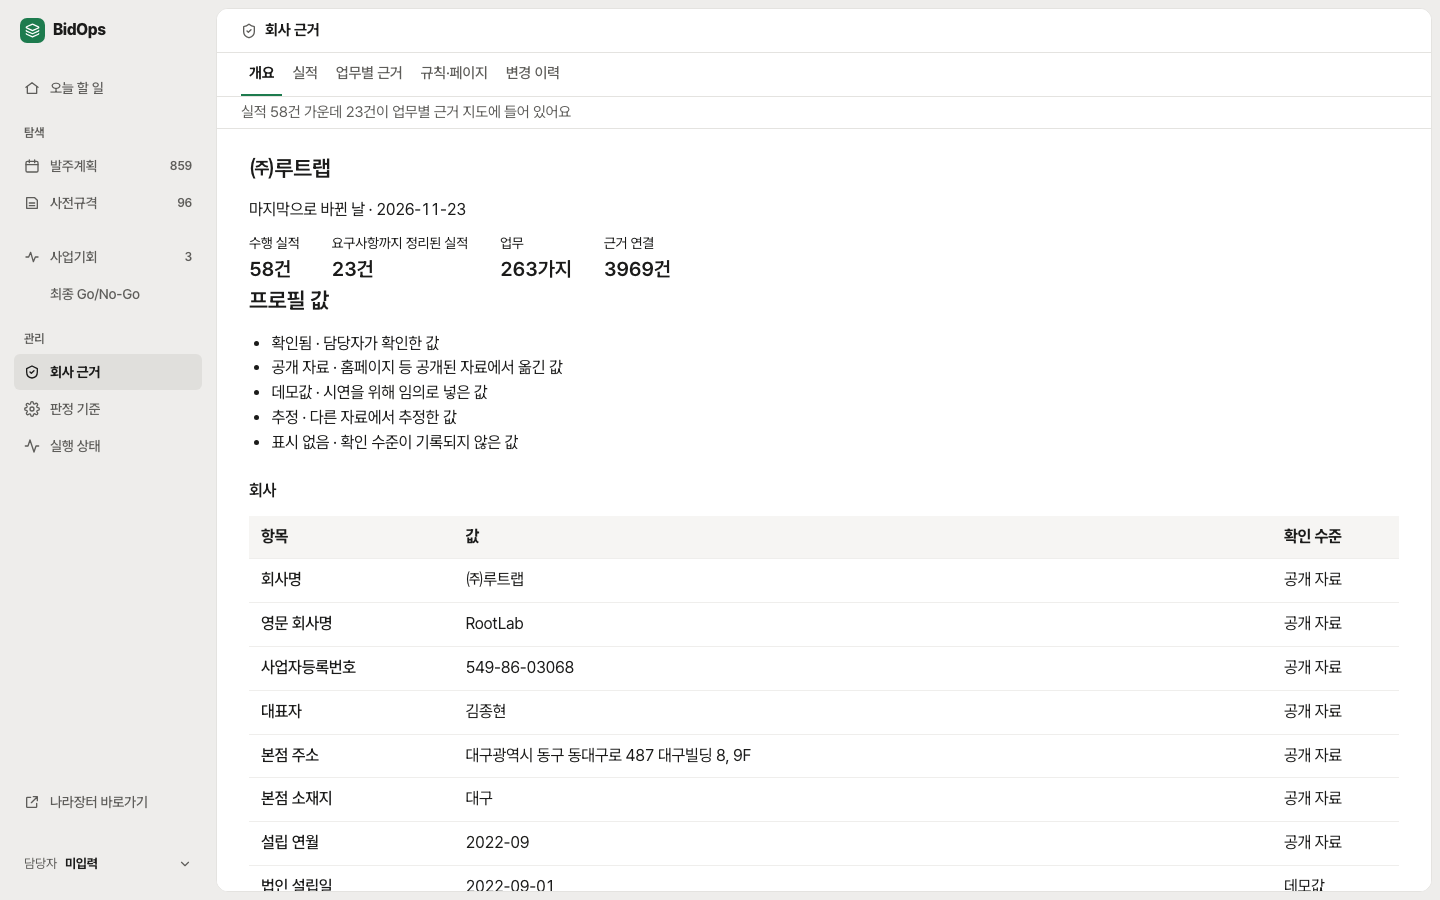 BidOps
오늘 할 일
탐색
발주계획 859
사전규격 96
사업기회 3
최종 Go/No-Go
관리
회사 근거
판정 기준
실행 상태
나라장터 바로가기
담당자 미입력
회사 근거
개요 실적 업무별 근거 규칙·페이지 변경 이력
실적 58건 가운데 23건이 업무별 근거 지도에 들어 있어요
㈜루트랩
마지막으로 바뀐 날 · 2026-11-23
수행 실적 요구사항까지 정리된 실적 업무 근거 연결
58건 23건 263가지 3969건
프로필 값
• 확인됨 · 담당자가 확인한 값
• 공개 자료 · 홈페이지 등 공개된 자료에서 옮긴 값
• 데모값 · 시연을 위해 임의로 넣은 값
• 추정 · 다른 자료에서 추정한 값
• 표시 없음 · 확인 수준이 기록되지 않은 값
회사
항목 값 확인 수준
회사명 ㈜루트랩 공개 자료
영문 회사명 RootLab 공개 자료
사업자등록번호 549-86-03068 공개 자료
대표자 김종현 공개 자료
본점 주소 대구광역시 동구 동대구로 487 대구빌딩 8, 9F 공개 자료
본점 소재지 대구 공개 자료
설립 연월 2022-09 공개 자료
법인 설립일 2022-09-01 데모값